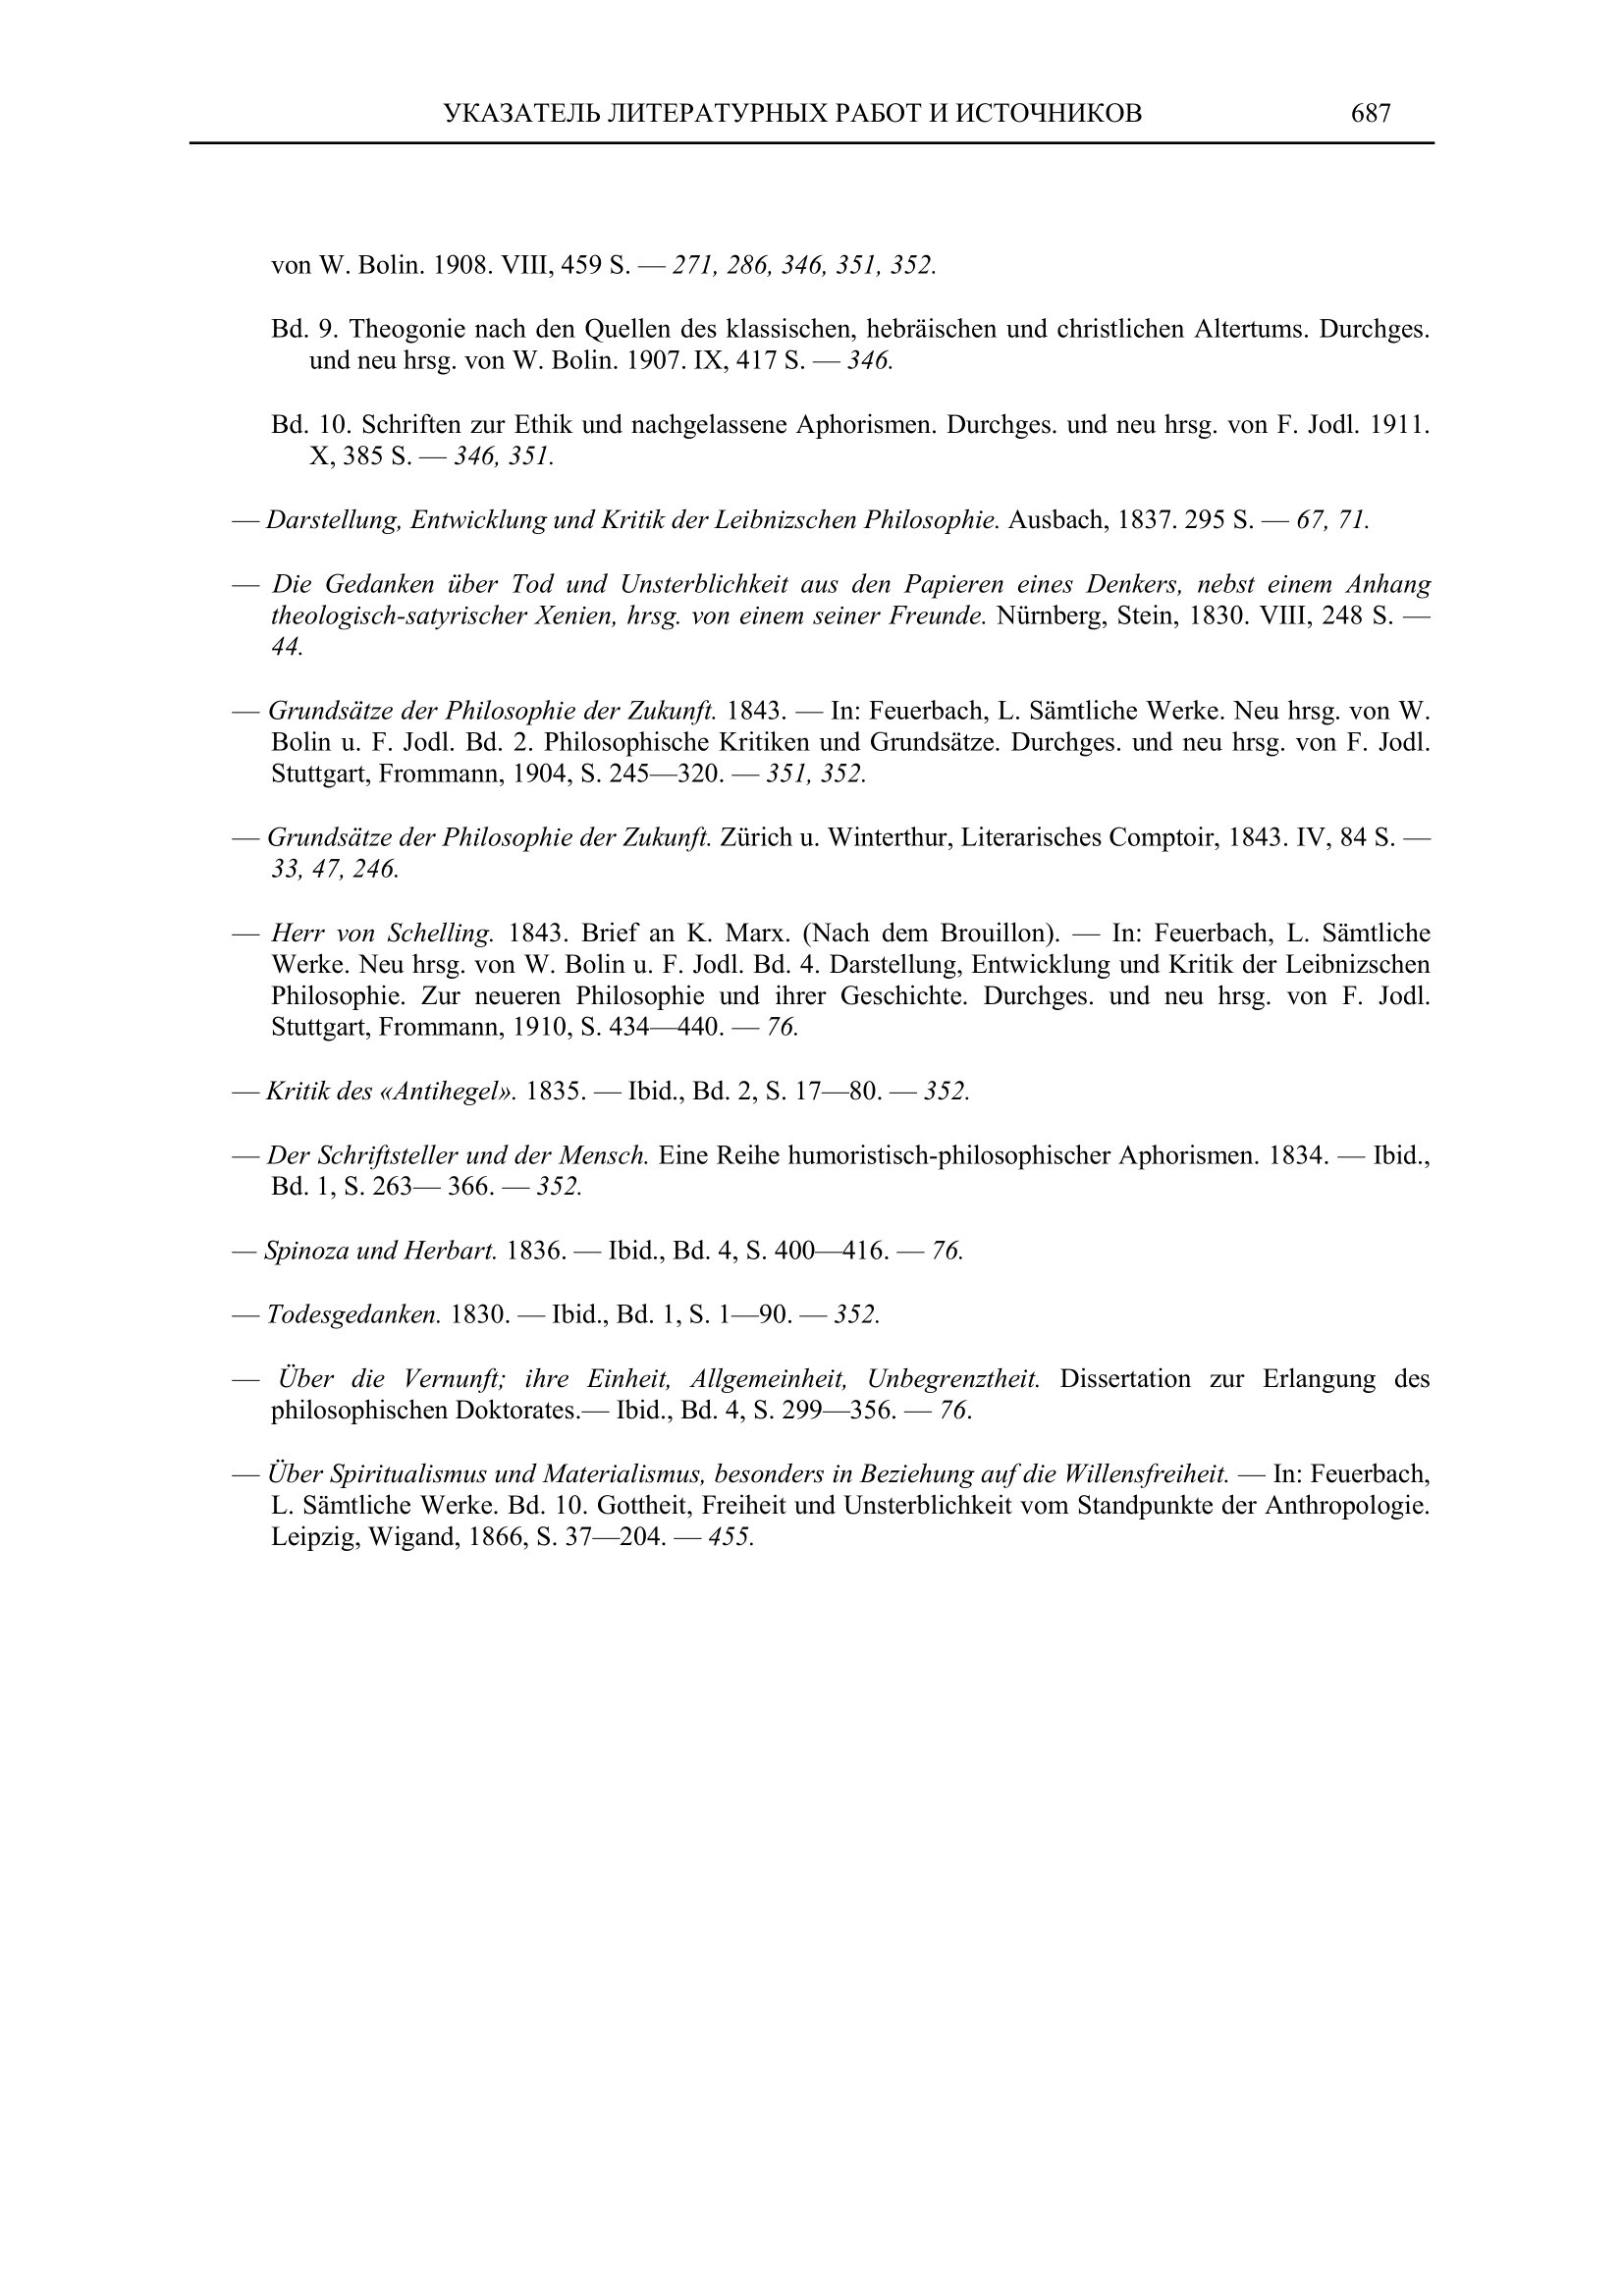 УКАЗАТЕЛЬ ЛИТЕРАТУРНЫХ РАБОТ И ИСТОЧНИКОВ 687
von W. Bolin. 1908. VIII, 459 S. — 271, 286, 346, 351, 352.
Bd. 9. Theogonie nach den Quellen des klassischen, hebräischen und christlichen Altertums. Durchges.
und neu hrsg. von W. Bolin. 1907. IX, 417 S. — 346.
Bd. 10. Schriften zur Ethik und nachgelassene Aphorismen. Durchges. und neu hrsg. von F. Jodl. 1911.
X, 385 S. — 346, 351.
— Darstellung, Entwicklung und Kritik der Leibnizschen Philosophie. Ausbach, 1837. 295 S. — 67, 71.
— Die Gedanken über Tod und Unsterblichkeit aus den Papieren eines Denkers, nebst einem Anhang
theologisch-satyrischer Xenien, hrsg. von einem seiner Freunde. Nürnberg, Stein, 1830. VIII, 248 S. —
44.
— Grundsätze der Philosophie der Zukunft. 1843. — In: Feuerbach, L. Sämtliche Werke. Neu hrsg. von W.
Bolin u. F. Jodl. Bd. 2. Philosophische Kritiken und Grundsätze. Durchges. und neu hrsg. von F. Jodl.
Stuttgart, Frommann, 1904, S. 245—320. — 351, 352.
— Grundsätze der Philosophie der Zukunft. Zürich u. Winterthur, Literarisches Comptoir, 1843. IV, 84 S. —
33, 47, 246.
— Herr von Schelling. 1843. Brief an K. Marx. (Nach dem Brouillon). — In: Feuerbach, L. Sämtliche
Werke. Neu hrsg. von W. Bolin u. F. Jodl. Bd. 4. Darstellung, Entwicklung und Kritik der Leibnizschen
Philosophie. Zur neueren Philosophie und ihrer Geschichte. Durchges. und neu hrsg. von F. Jodl.
Stuttgart, Frommann, 1910, S. 434—440. — 76.
— Kritik des «Antihegel». 1835. — Ibid., Bd. 2, S. 17—80. — 352.
— Der Schriftsteller und der Mensch. Eine Reihe humoristisch-philosophischer Aphorismen. 1834. — Ibid.,
Bd. 1, S. 263— 366. — 352.
— Spinoza und Herbart. 1836. — Ibid., Bd. 4, S. 400—416. — 76.
— Todesgedanken. 1830. — Ibid., Bd. 1, S. 1—90. — 352.
— Über die Vernunft; ihre Einheit, Allgemeinheit, Unbegrenztheit. Dissertation zur Erlangung des
philosophischen Doktorates.— Ibid., Bd. 4, S. 299—356. — 76.
— Über Spiritualismus und Materialismus, besonders in Beziehung auf die Willensfreiheit. — In: Feuerbach,
L. Sämtliche Werke. Bd. 10. Gottheit, Freiheit und Unsterblichkeit vom Standpunkte der Anthropologie.
Leipzig, Wigand, 1866, S. 37—204. — 455.